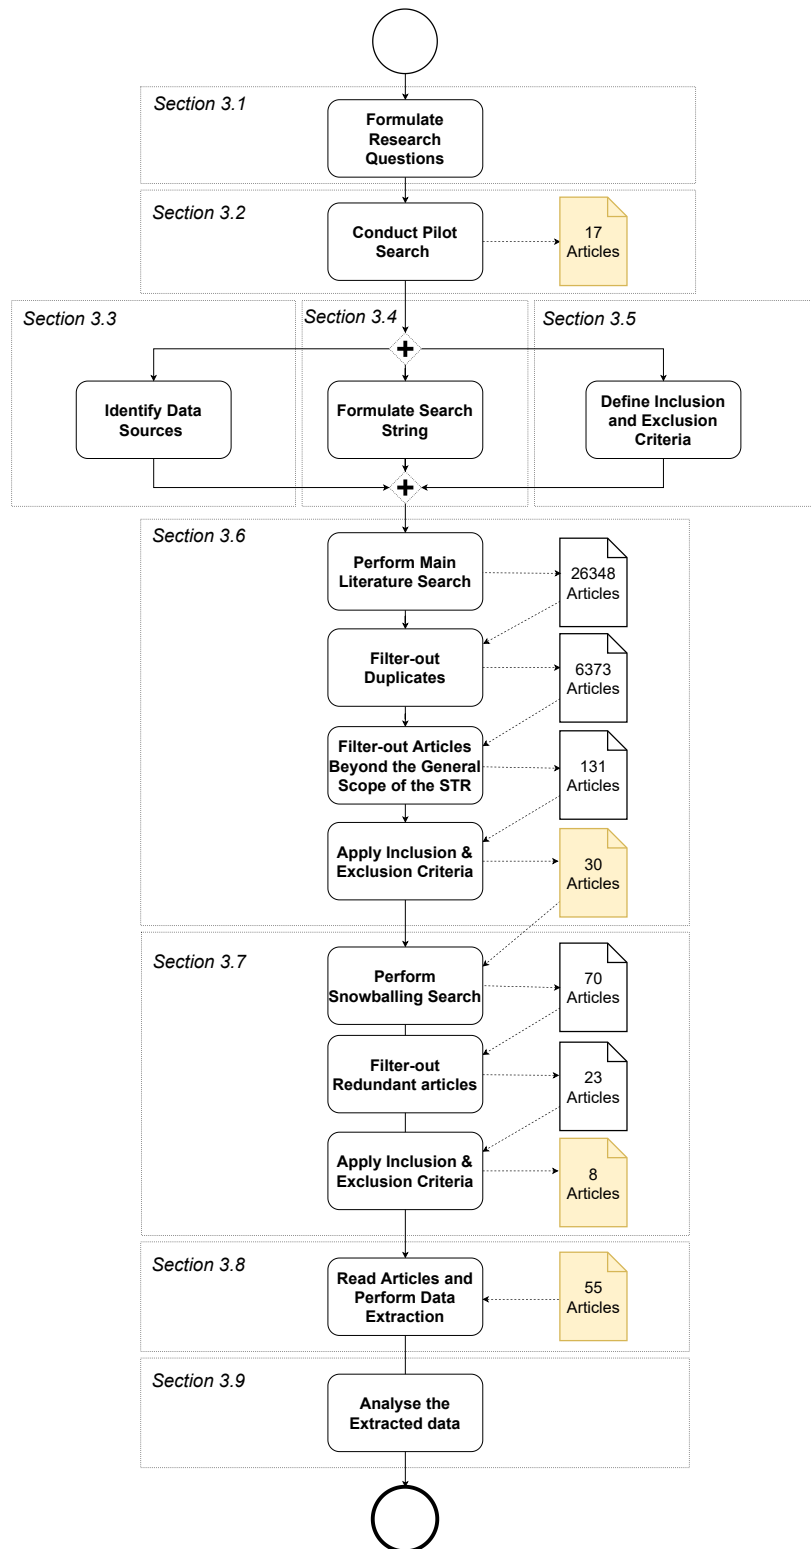 Section 3.1
Formulate
Research
Questions
Section 3.2
Conduct Pilot
Search
17
Articles
Section 3.3
Section 3.4
Section 3.5
Identify Data
Sources
Formulate Search
String
Define Inclusion
and Exclusion
Criteria
Section 3.6
Perform Main
Literature Search
26348
Articles
Filter-out
Duplicates
6373
Articles
Filter-out Articles
Beyond the General
Scope of the STR
131
Articles
Apply Inclusion &
Exclusion Criteria
30
Articles
Section 3.7
Perform
Snowballing Search
70
Articles
Filter-out
Redundant articles
23
Articles
Apply Inclusion &
Exclusion Criteria
8
Articles
Section 3.8
Read Articles and
Perform Data
Extraction
55
Articles
Section 3.9
Analyse the
Extracted data